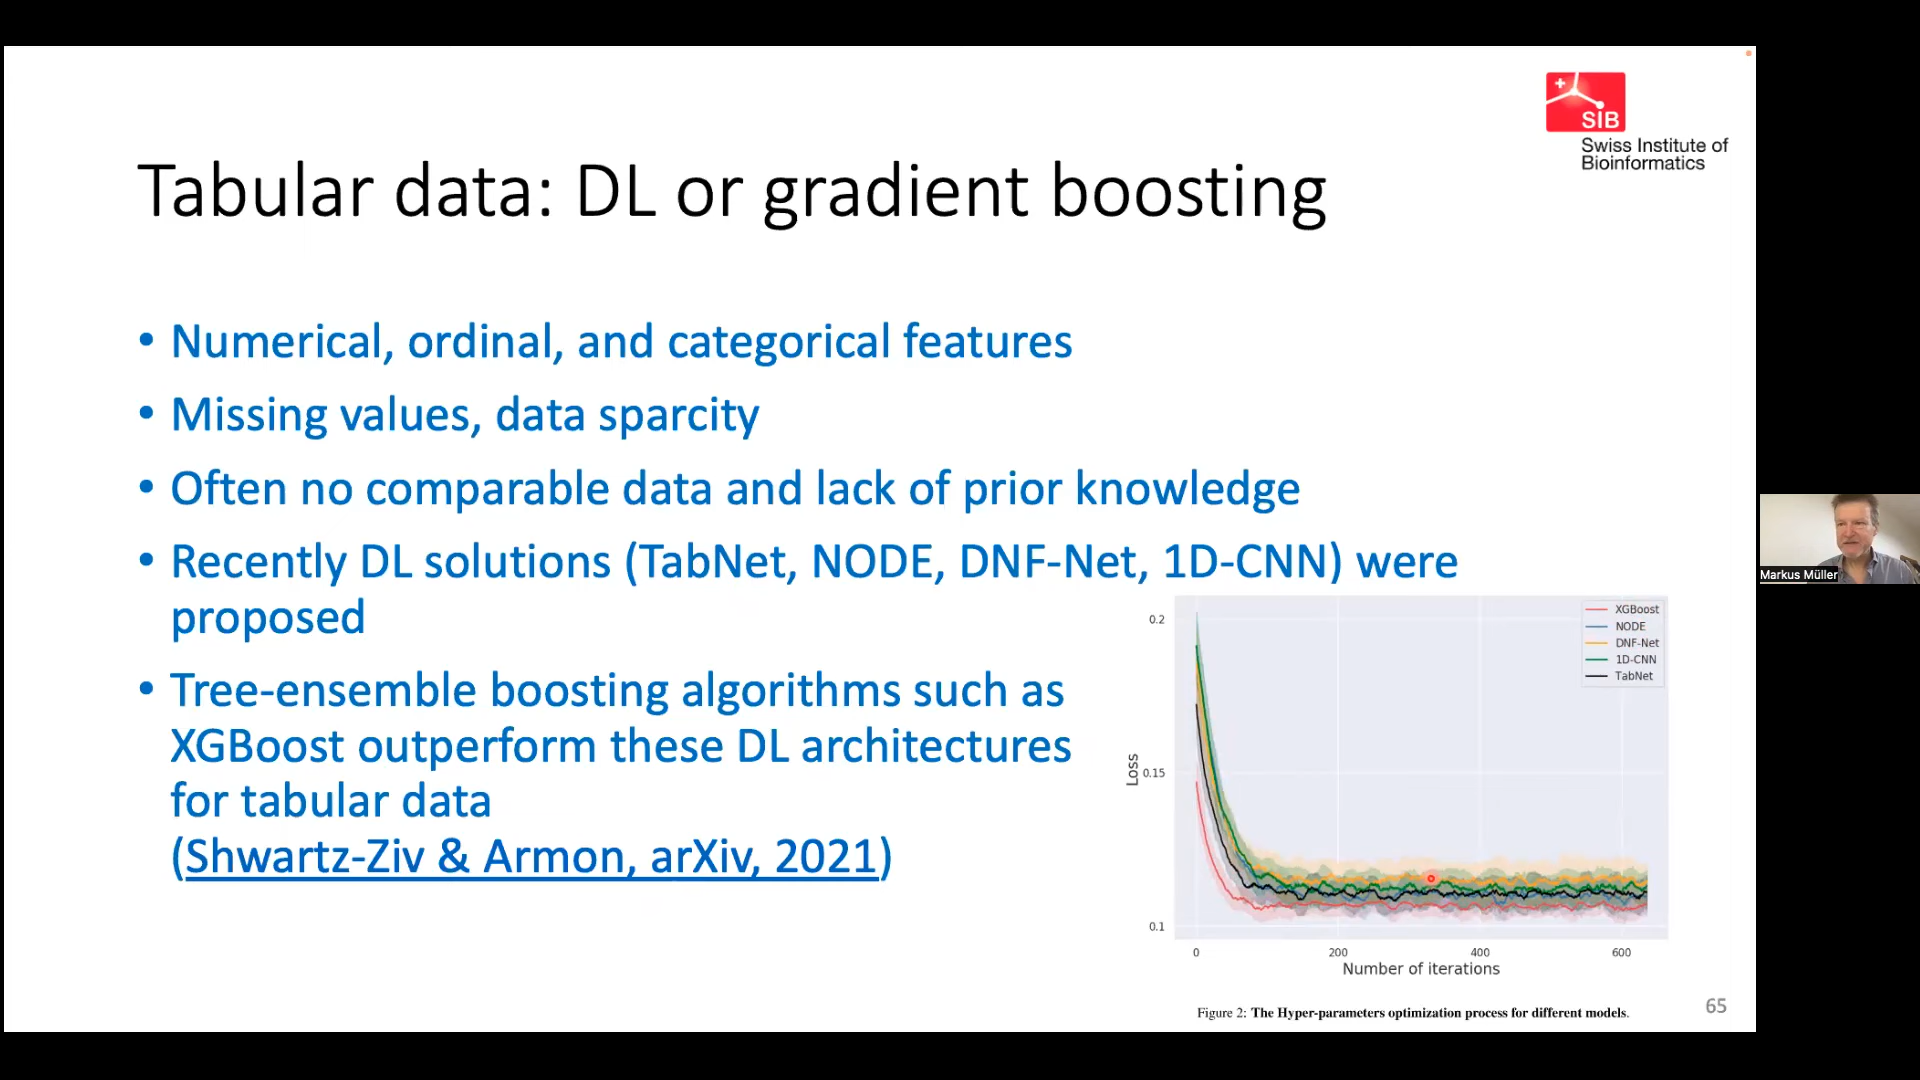 SIB
Swiss Institute of
Bioinformatics
Tabular data: DL or gradient boosting
• Numerical, ordinal, and categorical features
• Missing values, data sparcity
• Often no comparable data and lack of prior knowledge
• Recently DL solutions (TabNet, NODE, DNF-Net, 1D-CNN) were
proposed
• Tree-ensemble boosting algorithms such as
XGBoost outperform these DL architectures
for tabular data
(Shwartz-Ziv & Armon, arXiv, 2021)
XGBoost
NODE
DNF-Net
1D-CNN
TabNet
0.2
0.15
0.1
Loss
0
200
400
600
Number of iterations
Figure 2: The Hyper-parameters optimization process for different models.
65
Markus Müller